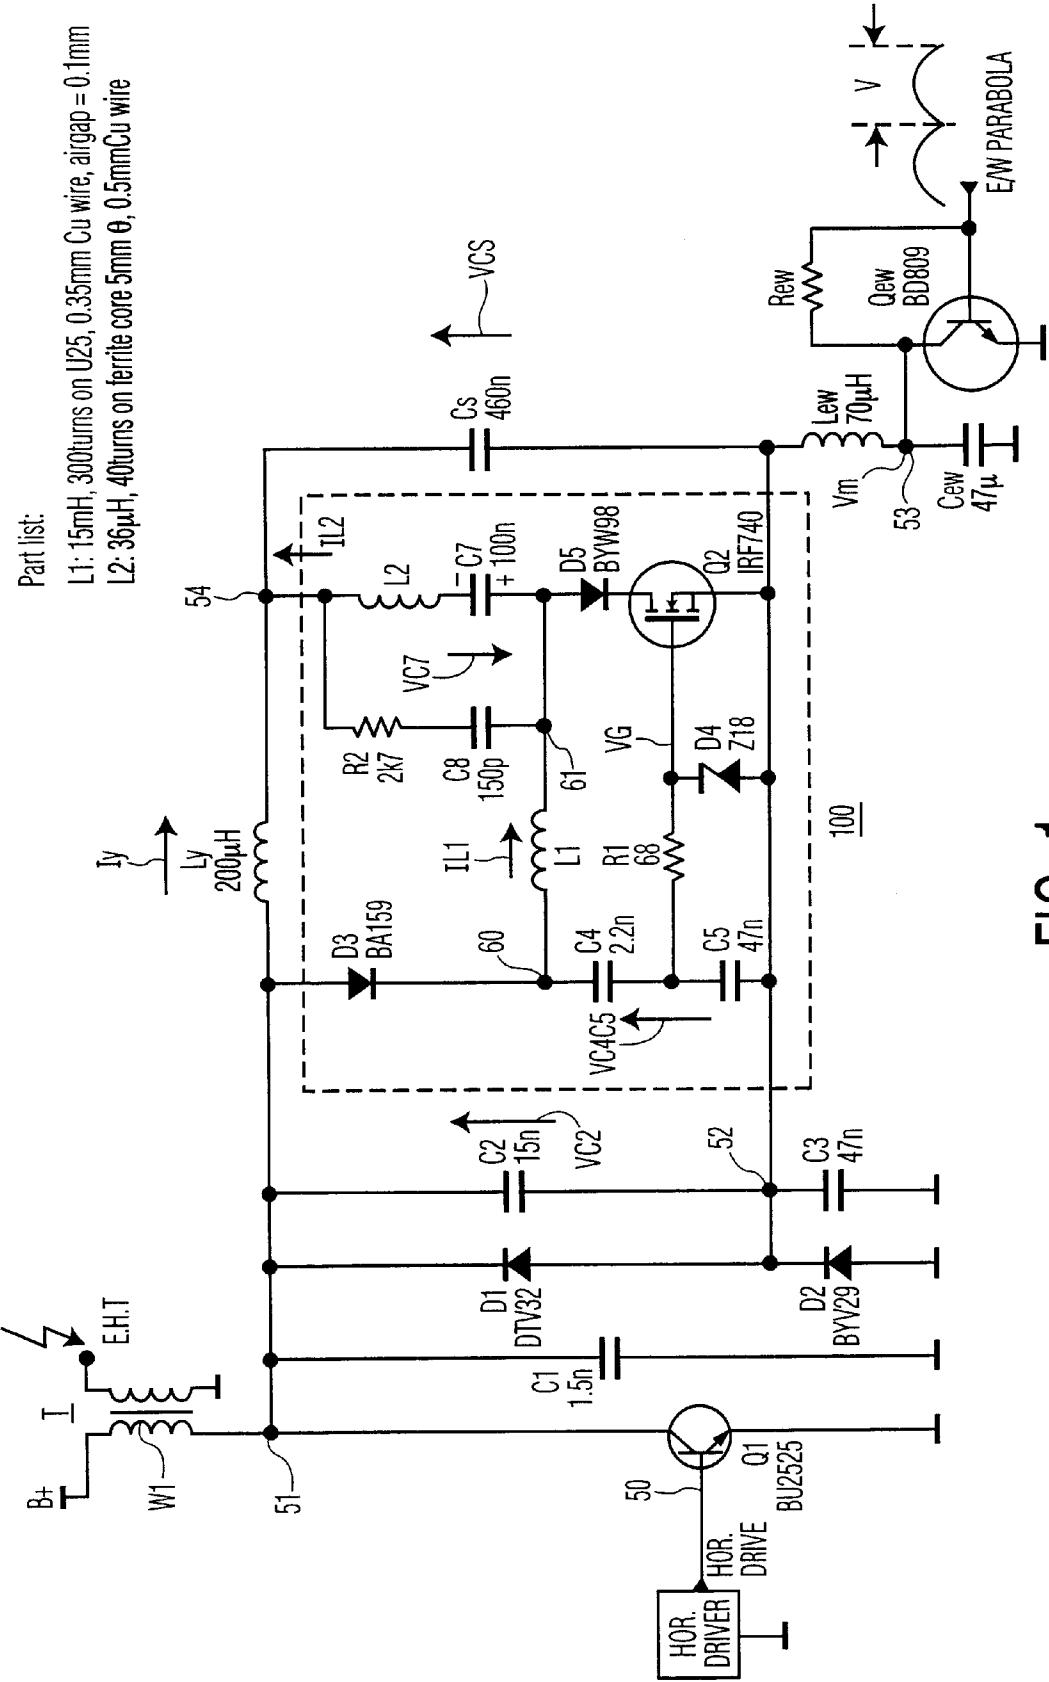 Part list:
L1: 15mH, 300turns on U25, 0.35mm Cu wire, airgap = 0.1mm
L2: 36µH, 40turns on ferrite core 5mm θ, 0.5mmCu wire
B+
T
E.H.T
W1
51
Iy
Ly
200µH
54
IL2
VCS
D3
BA159
R2
2k7
C8
150p
VC7
L2
− C7
+ 100n
Cs
460n
60
IL1
L1
61
D5
BYW98
Q2
IRF740
C4
2.2n
R1
68
VG
D4
Z18
C5
47n
VC4C5
100
C1
1.5n
D1
DTV32
C2
15n
VC2
52
D2
BYV29
C3
47n
HOR.
DRIVER
HOR.
DRIVE
50
Q1
BU2525
Vm
53
Lew
70µH
Cew
47µ
Rew
Qew
BD809
V
E/W PARABOLA